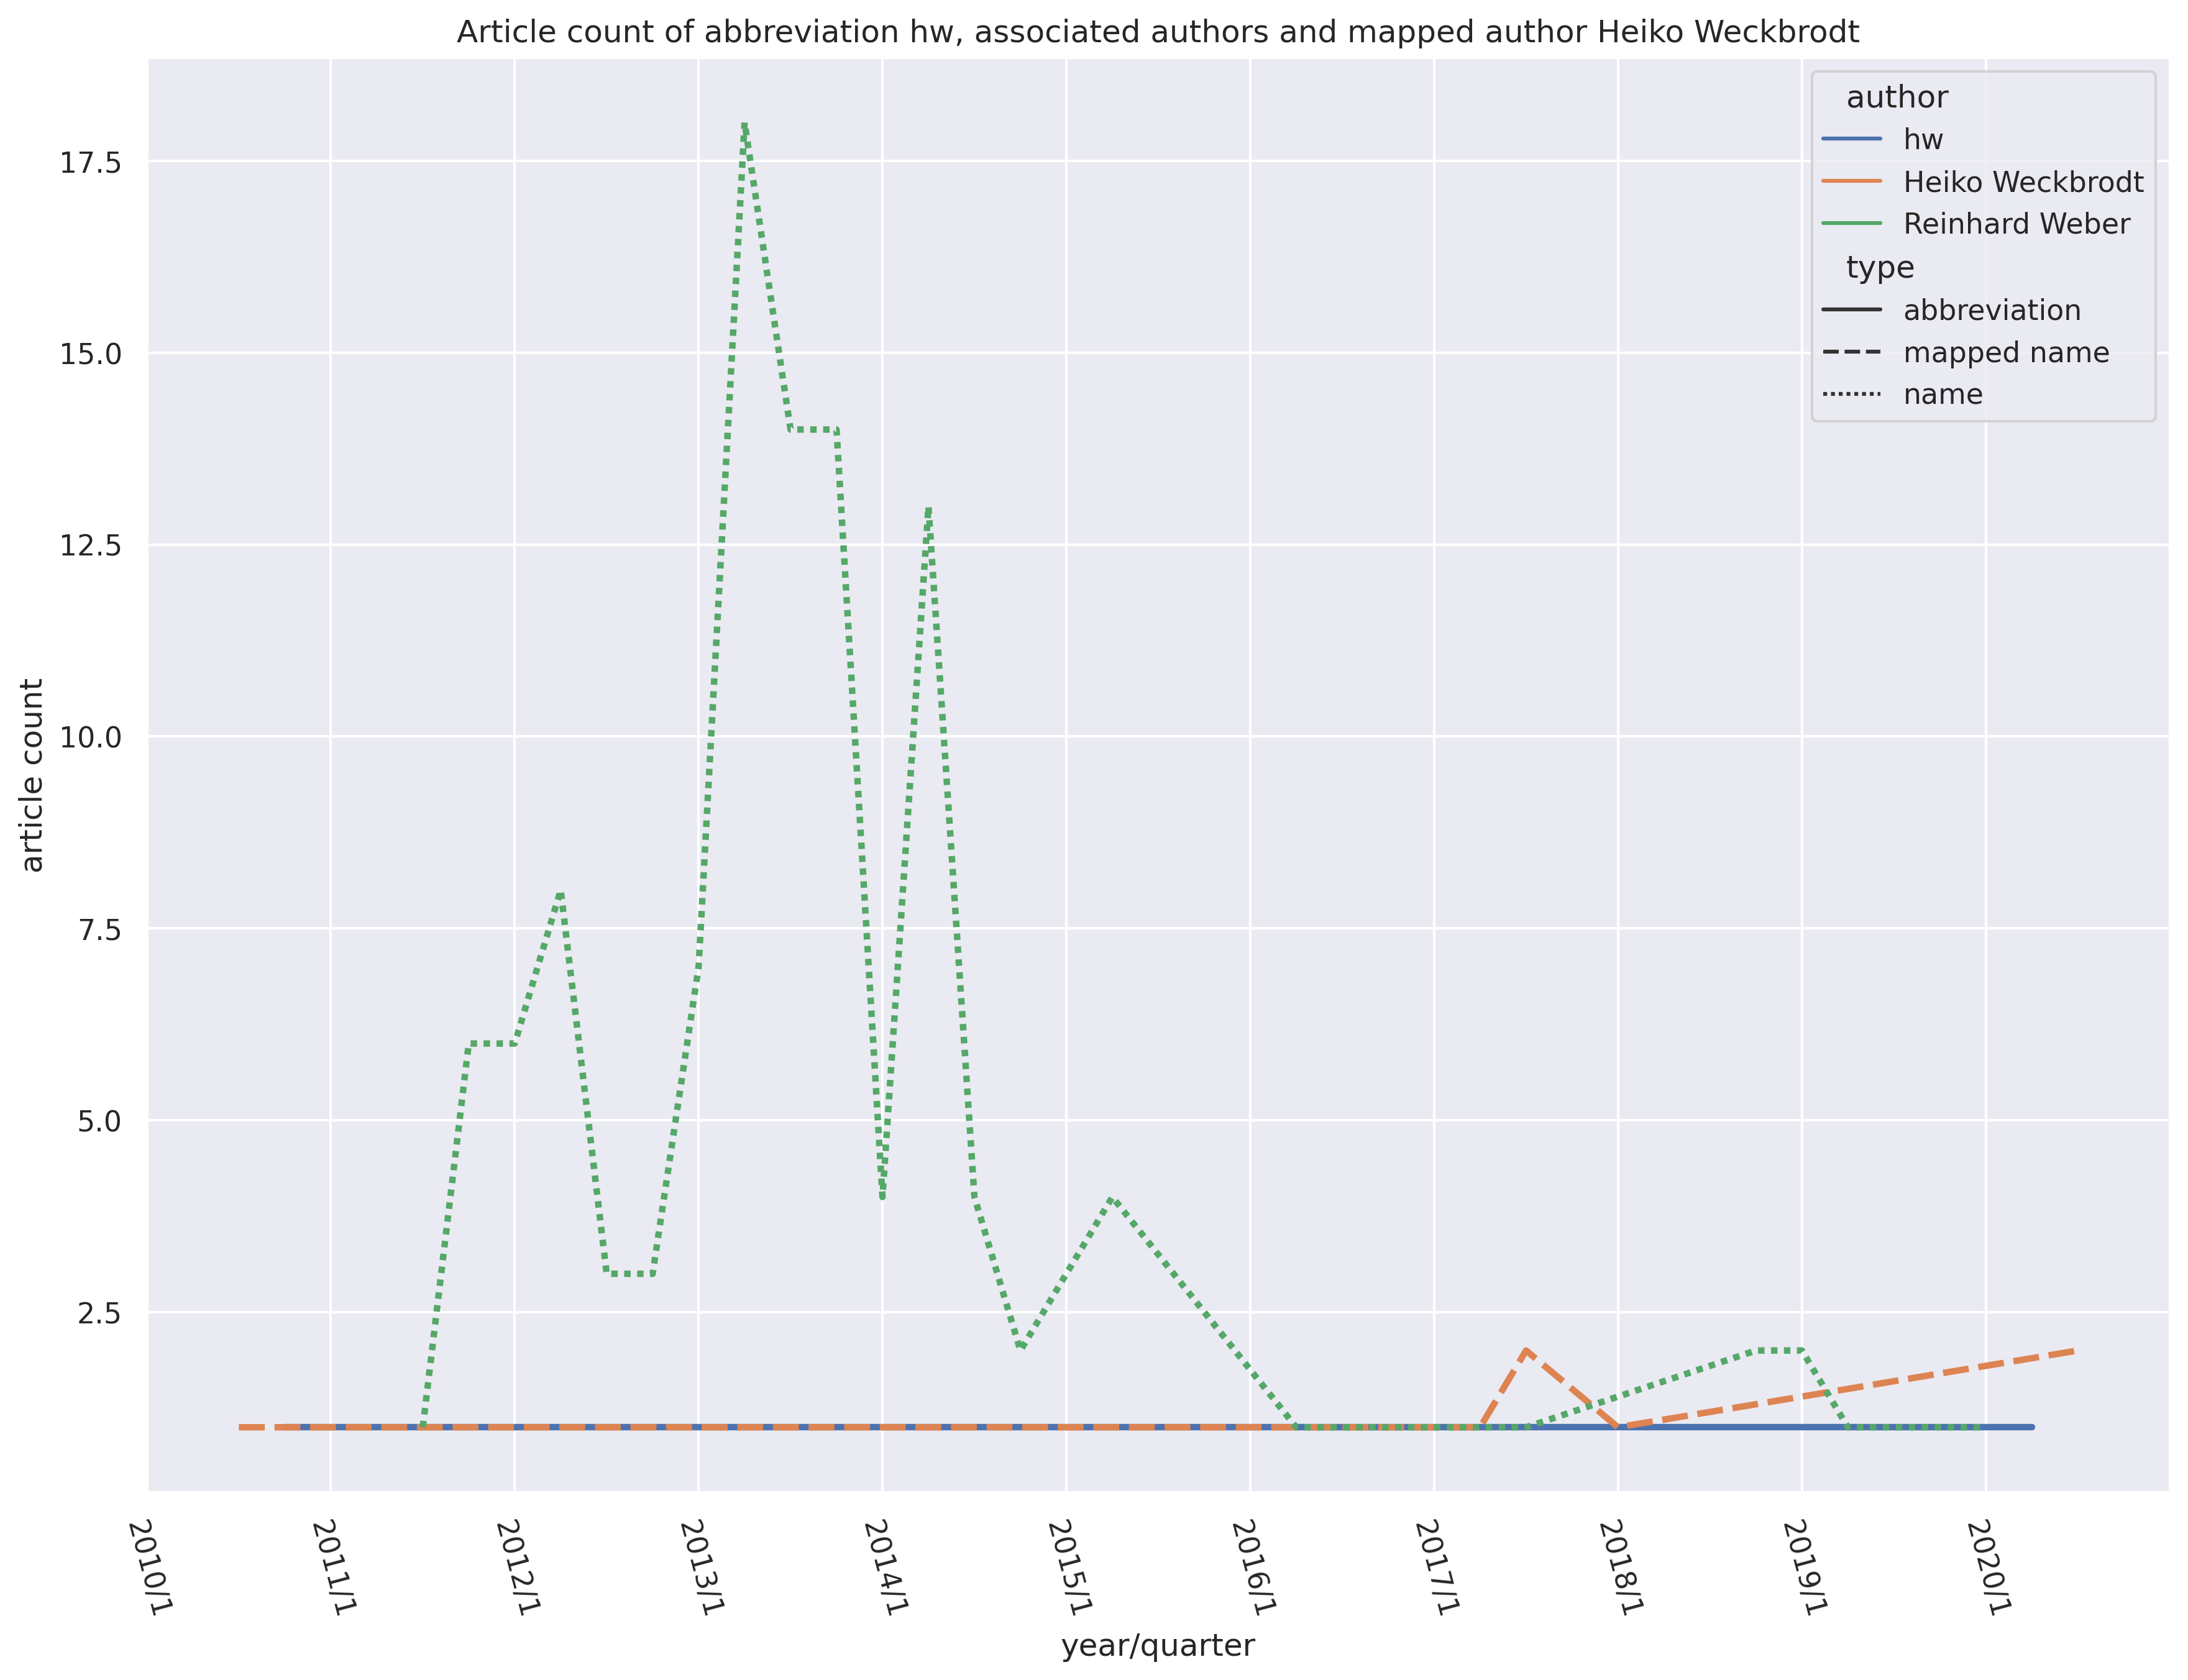 Article count of abbreviation hw, associated authors and mapped author Heiko Weckbrodt
author
hw
Heiko Weckbrodt
Reinhard Weber
type
abbreviation
mapped name
name
article count
17.5
15.0
12.5
10.0
7.5
5.0
2.5
2010/1
2011/1
2012/1
2013/1
2014/1
2015/1
2016/1
2017/1
2018/1
2019/1
2020/1
year/quarter